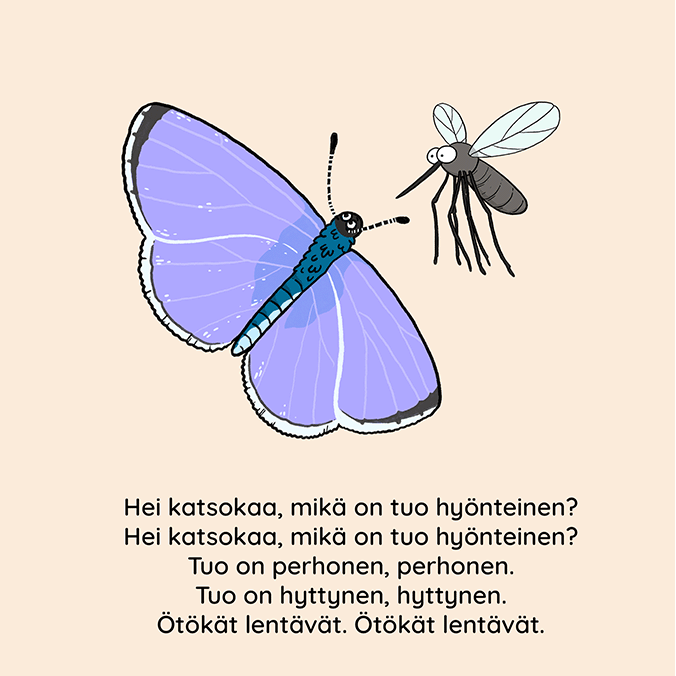 Hei katsokaa, mikä on tuo hyönteinen?
Hei katsokaa, mikä on tuo hyönteinen?
Tuo on perhonen, perhonen.
Tuo on hyttynen, hyttynen.
Ötökät lentävät. Ötökät lentävät.